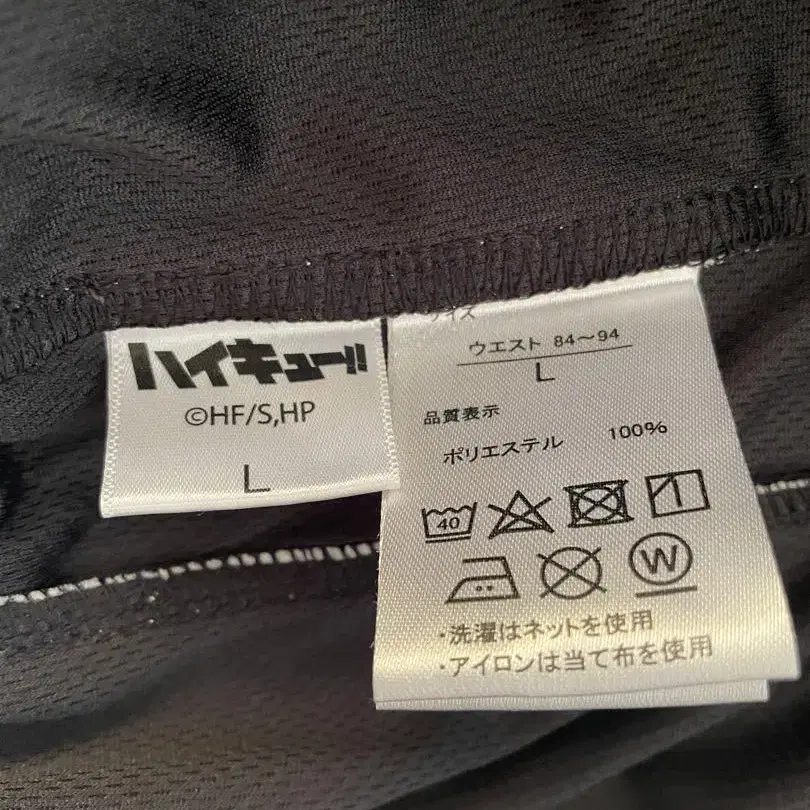 ハイキュー!!
©HF/S,HP
L
サイズ
ウエスト 84～94
L
品質表示
ポリエステル 100%
40
W
・洗濯はネットを使用
・アイロンは当て布を使用